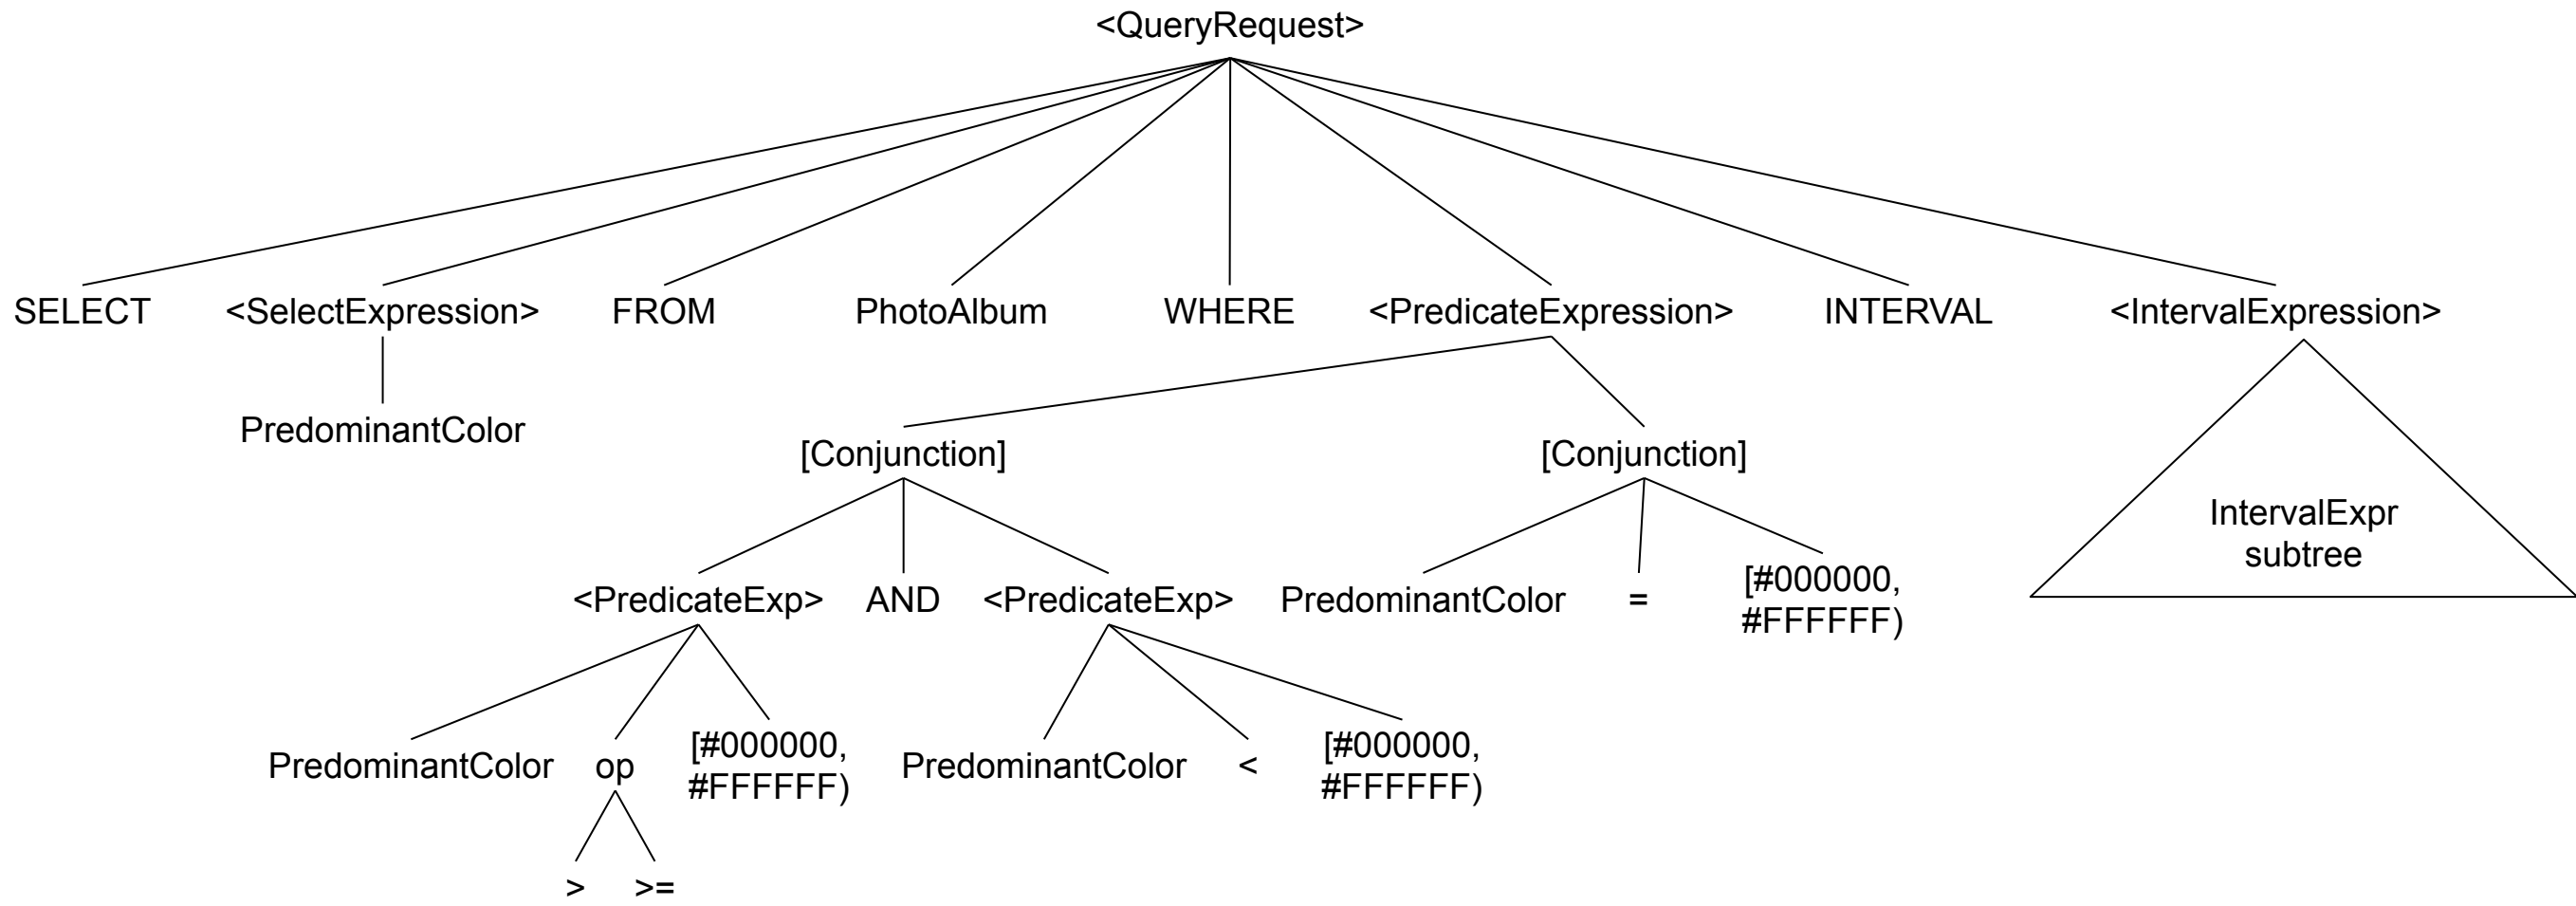 <QueryRequest>
SELECT <SelectExpression> FROM PhotoAlbum WHERE <PredicateExpression> INTERVAL <IntervalExpression>
PredominantColor
[Conjunction] [Conjunction]
IntervalExpr
subtree
<PredicateExp> AND <PredicateExp> PredominantColor = [#000000,
#FFFFFF)
PredominantColor op [#000000,
#FFFFFF)
PredominantColor < [#000000,
#FFFFFF)
> >=